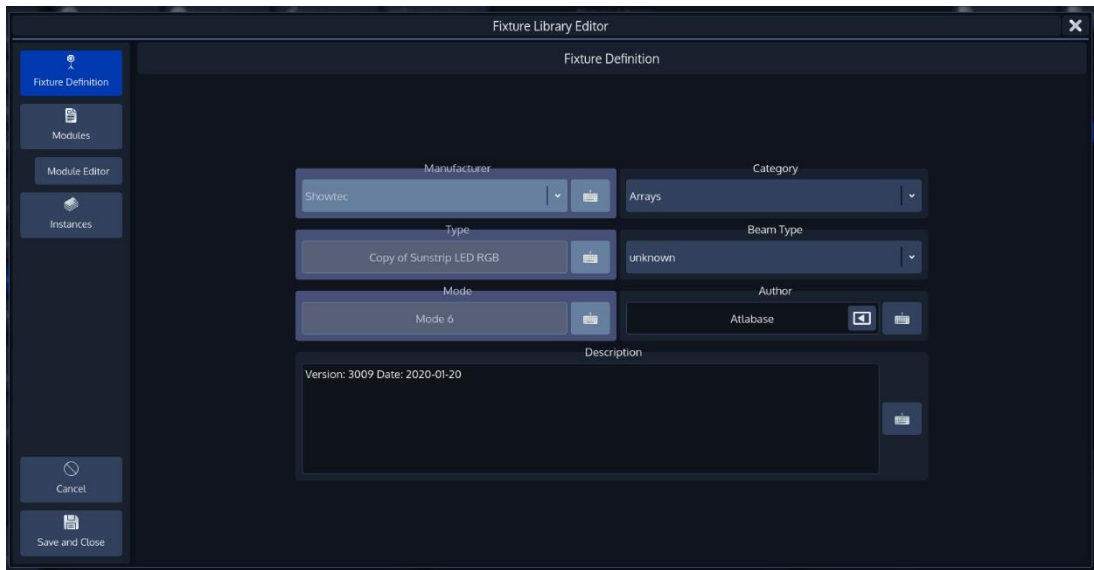 Fixture Library Editor
Fixture Definition
Fixture Definition
Modules
Module Editor
Instances
Cancel
Save and Close
Manufacturer
Showtec
Category
Arrays
Type
Copy of Sunstrip LED RGB
Beam Type
unknown
Mode
Mode 6
Author
Atlabase
Description
Version: 3009 Date: 2020-01-20